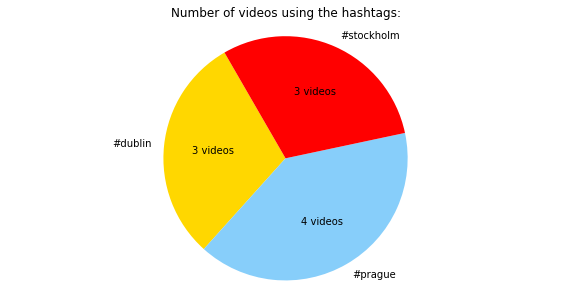 Number of videos using the hashtags:
#stockholm
3 videos
#dublin
3 videos
4 videos
#prague